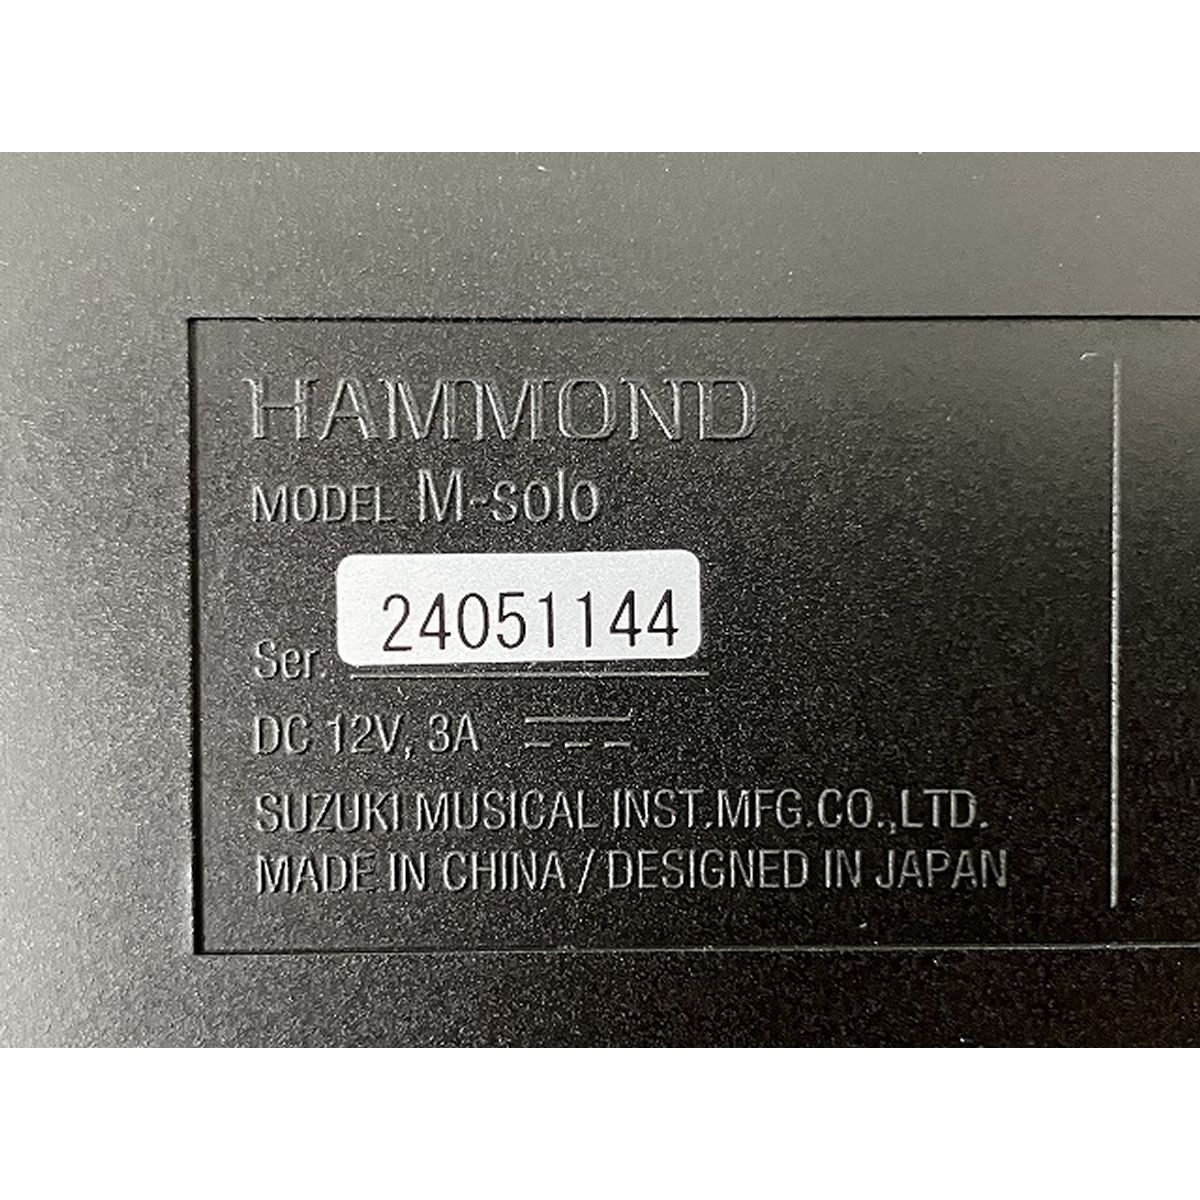 HAMMOND
MODEL M-solo
Ser. 24051144
DC 12V, 3A
SUZUKI MUSICAL INST.MFG.CO.,LTD.
MADE IN CHINA / DESIGNED IN JAPAN